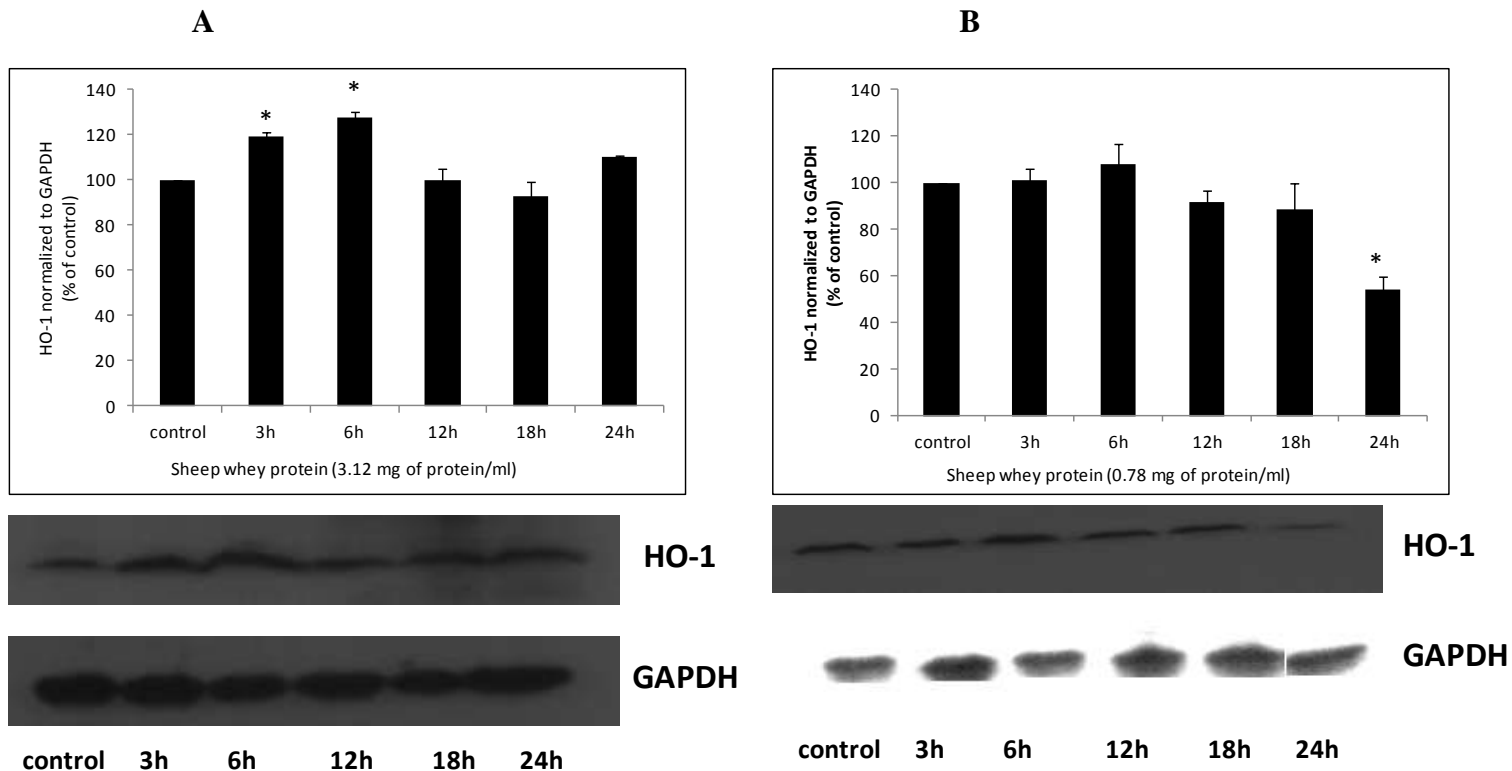 A
140
120
100
80
60
40
20
0
HO-1 normalized to GAPDH
(% of control)
*
*
control 3h 6h 12h 18h 24h
Sheep whey protein (3.12 mg of protein/ml)
HO-1
GAPDH
control 3h 6h 12h 18h 24h
B
140
120
100
80
60
40
20
0
HO-1 normalized to GAPDH
(% of control)
*
control 3h 6h 12h 18h 24h
Sheep whey protein (0.78 mg of protein/ml)
HO-1
GAPDH
control 3h 6h 12h 18h 24h